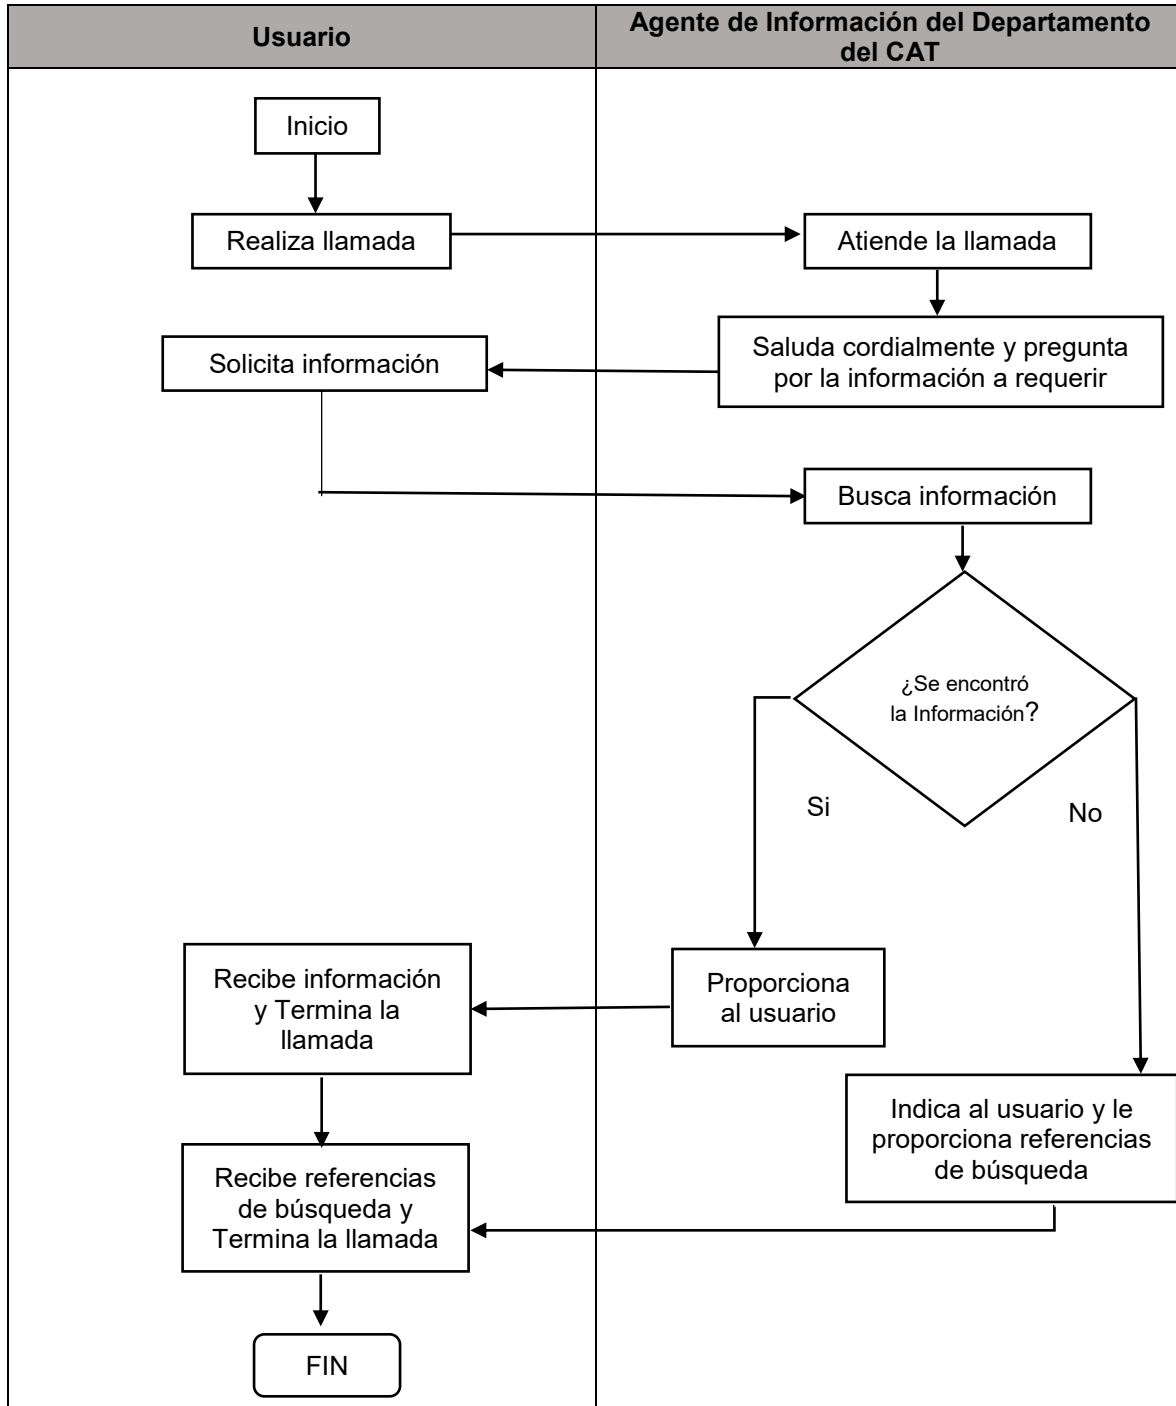 Usuario
Agente de Información del Departamento
del CAT
Inicio
Realiza llamada
Atiende la llamada
Saluda cordialmente y pregunta
por la información a requerir
Solicita información
Busca información
¿Se encontró
la Información?
Si
No
Proporciona
al usuario
Recibe información
y Termina la
llamada
Indica al usuario y le
proporciona referencias
de búsqueda
Recibe referencias
de búsqueda y
Termina la llamada
FIN